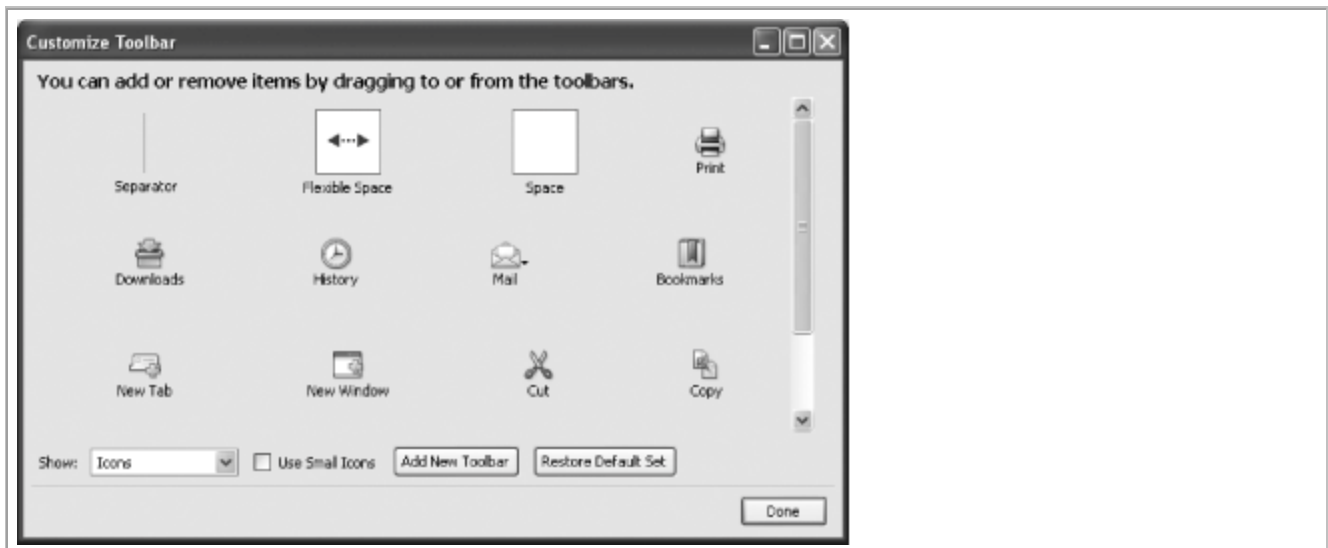 Customize Toolbar
You can add or remove items by dragging to or from the toolbars.
Separator Flexible Space Space Print
Downloads History Mail Bookmarks
New Tab New Window Cut Copy
Show: Icons Use Small Icons Add New Toolbar Restore Default Set
Done